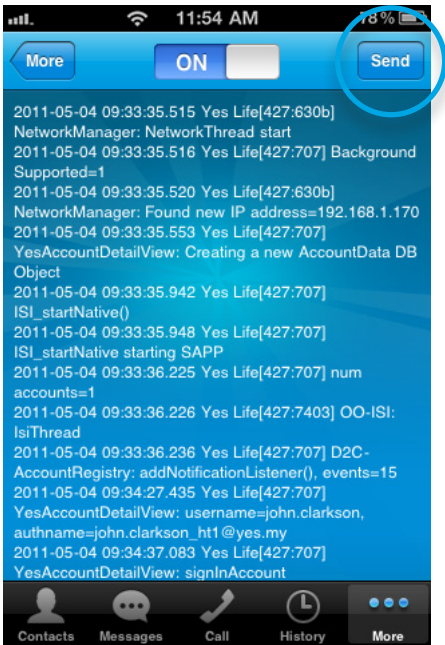 11:54 AM
78%
More
ON
Send
2011-05-04 09:33:35.515 Yes Life[427:630b]
NetworkManager: NetworkThread start
2011-05-04 09:33:35.516 Yes Life[427:707] Background
Supported=1
2011-05-04 09:33:35.520 Yes Life[427:630b]
NetworkManager: Found new IP address=192.168.1.170
2011-05-04 09:33:35.553 Yes Life[427:707]
YesAccountDetailView: Creating a new AccountData DB
Object
2011-05-04 09:33:35.942 Yes Life[427:707]
ISI_startNative()
2011-05-04 09:33:35.948 Yes Life[427:707]
ISI_startNative starting SAPP
2011-05-04 09:33:36.225 Yes Life[427:707] num
accounts=1
2011-05-04 09:33:36.226 Yes Life[427:7403] OO-ISI:
IsiThread
2011-05-04 09:33:36.236 Yes Life[427:707] D2C-
AccountRegistry: addNotificationListener(), events=15
2011-05-04 09:34:27.435 Yes Life[427:707]
YesAccountDetailView: username=john.clarkson,
authname=john.clarkson_ht1@yes.my
2011-05-04 09:34:37.083 Yes Life[427:707]
YesAccountDetailView: signInAccount
Contacts
Messages
Call
History
More